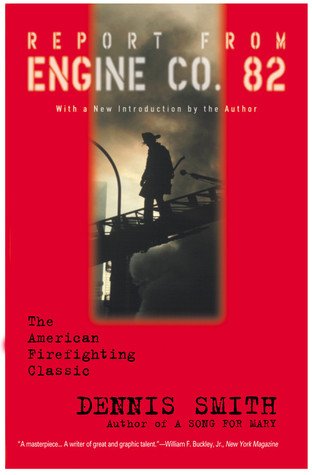 REPORT FROM
ENGINE CO. 82
With a New Introduction by the Author
The
American
Firefighting
Classic
DENNIS SMITH
Author of A SONG FOR MARY
"A masterpiece... A writer of great and graphic talent."—William F. Buckley, Jr., New York Magazine